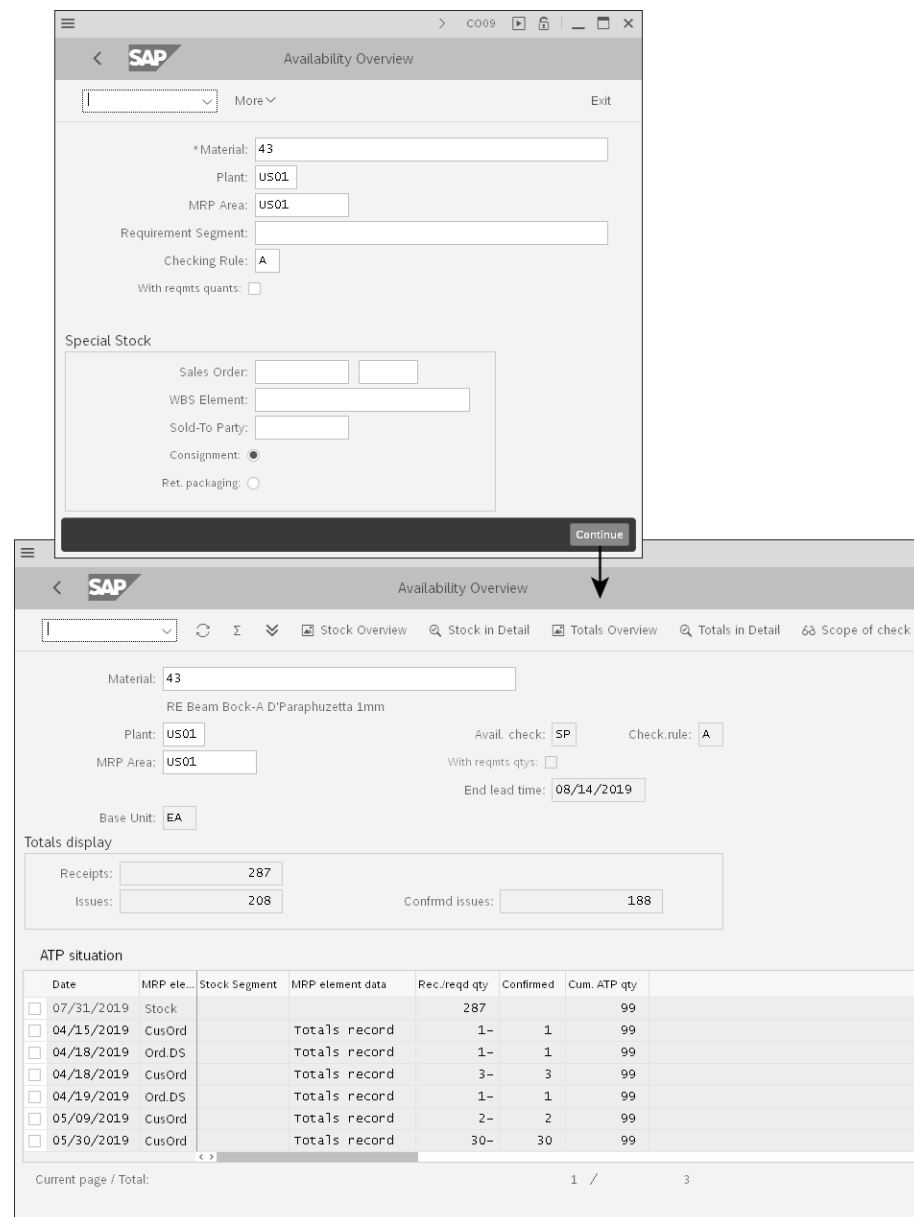 CO09
SAP Availability Overview
More Exit
*Material: 43
Plant: US01
MRP Area: US01
Requirement Segment:
Checking Rule: A
With reqmts quants:
Special Stock
Sales Order:
WBS Element:
Sold-To Party:
Consignment:
Ret. packaging:
Continue
SAP Availability Overview
Σ Stock Overview Stock in Detail Totals Overview Totals in Detail Scope of check
Material: 43
RE Beam Bock-A D'Paraphuzetta 1mm
Plant: US01 Avail. check: SP Check.rule: A
MRP Area: US01 With reqmts qtys:
End lead time: 08/14/2019
Base Unit: EA
Totals display
Receipts: 287
Issues: 208 Confrmd issues: 188
ATP situation
Date MRP ele... Stock Segment MRP element data Rec./reqd qty Confirmed Cum. ATP qty
07/31/2019 Stock 287 99
04/15/2019 CusOrd Totals record 1- 1 99
04/18/2019 Ord.DS Totals record 1- 1 99
04/18/2019 CusOrd Totals record 3- 3 99
04/19/2019 Ord.DS Totals record 1- 1 99
05/09/2019 CusOrd Totals record 2- 2 99
05/30/2019 CusOrd Totals record 30- 30 99
Current page / Total: 1 / 3